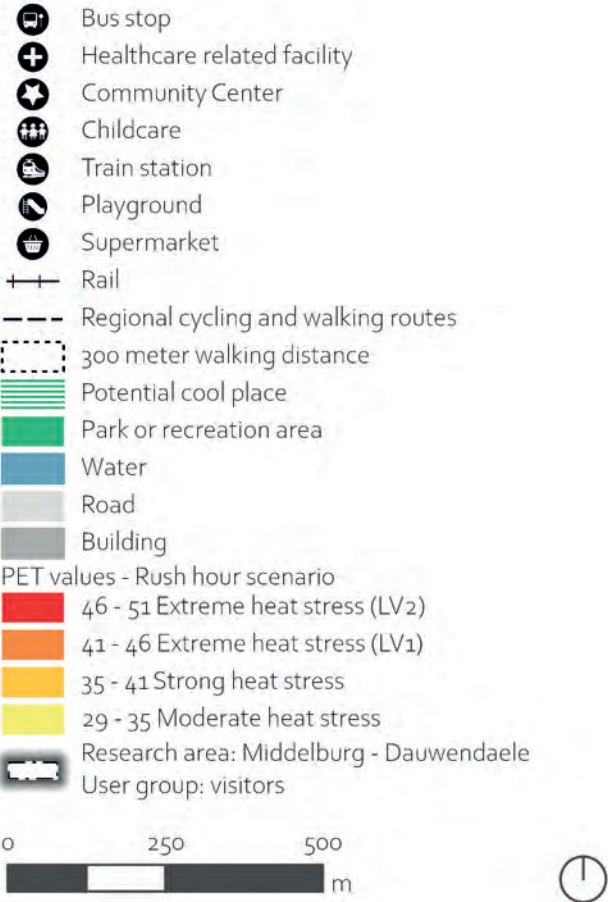 Bus stop
Healthcare related facility
Community Center
Childcare
Train station
Playground
Supermarket
Rail
Regional cycling and walking routes
300 meter walking distance
Potential cool place
Park or recreation area
Water
Road
Building
PET values - Rush hour scenario
46 - 51 Extreme heat stress (LV2)
41 - 46 Extreme heat stress (LV1)
35 - 41 Strong heat stress
29 - 35 Moderate heat stress
Research area: Middelburg - Dauwendaele
User group: visitors
0 250 500
m